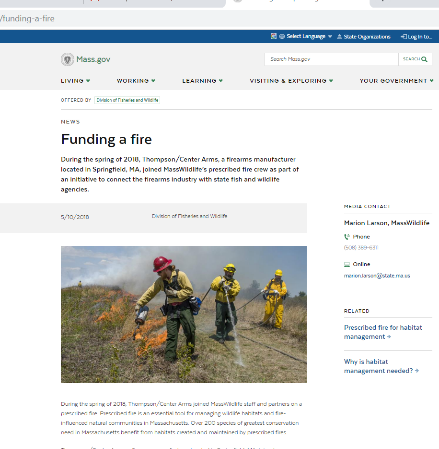 /funding-a-fire
Select Language
State Organizations
Log In to...
Mass.gov
Search Mass.gov
SEARCH
LIVING
WORKING
LEARNING
VISITING & EXPLORING
YOUR GOVERNMENT
OFFERED BY Division of Fisheries and Wildlife
NEWS
Funding a fire
During the spring of 2018, Thompson/Center Arms, a firearms manufacturer
located in Springfield, MA, joined MassWildlife's prescribed fire crew as part of
an initiative to connect the firearms industry with state fish and wildlife
agencies.
5/10/2018
Division of Fisheries and Wildlife
MEDIA CONTACT
Marion Larson, MassWildlife
Phone
Online
marion.larson@state.ma.us
RELATED
Prescribed fire for habitat
management
Why is habitat
management needed?
During the spring of 2018, Thompson/Center Arms joined MassWildlife staff and partners on a
prescribed fire. Prescribed fire is an essential tool for managing wildlife habitats and fire-
influenced natural communities in Massachusetts. Over 200 species of greatest conservation
need in Massachusetts benefit from habitats created and maintained by prescribed fires.